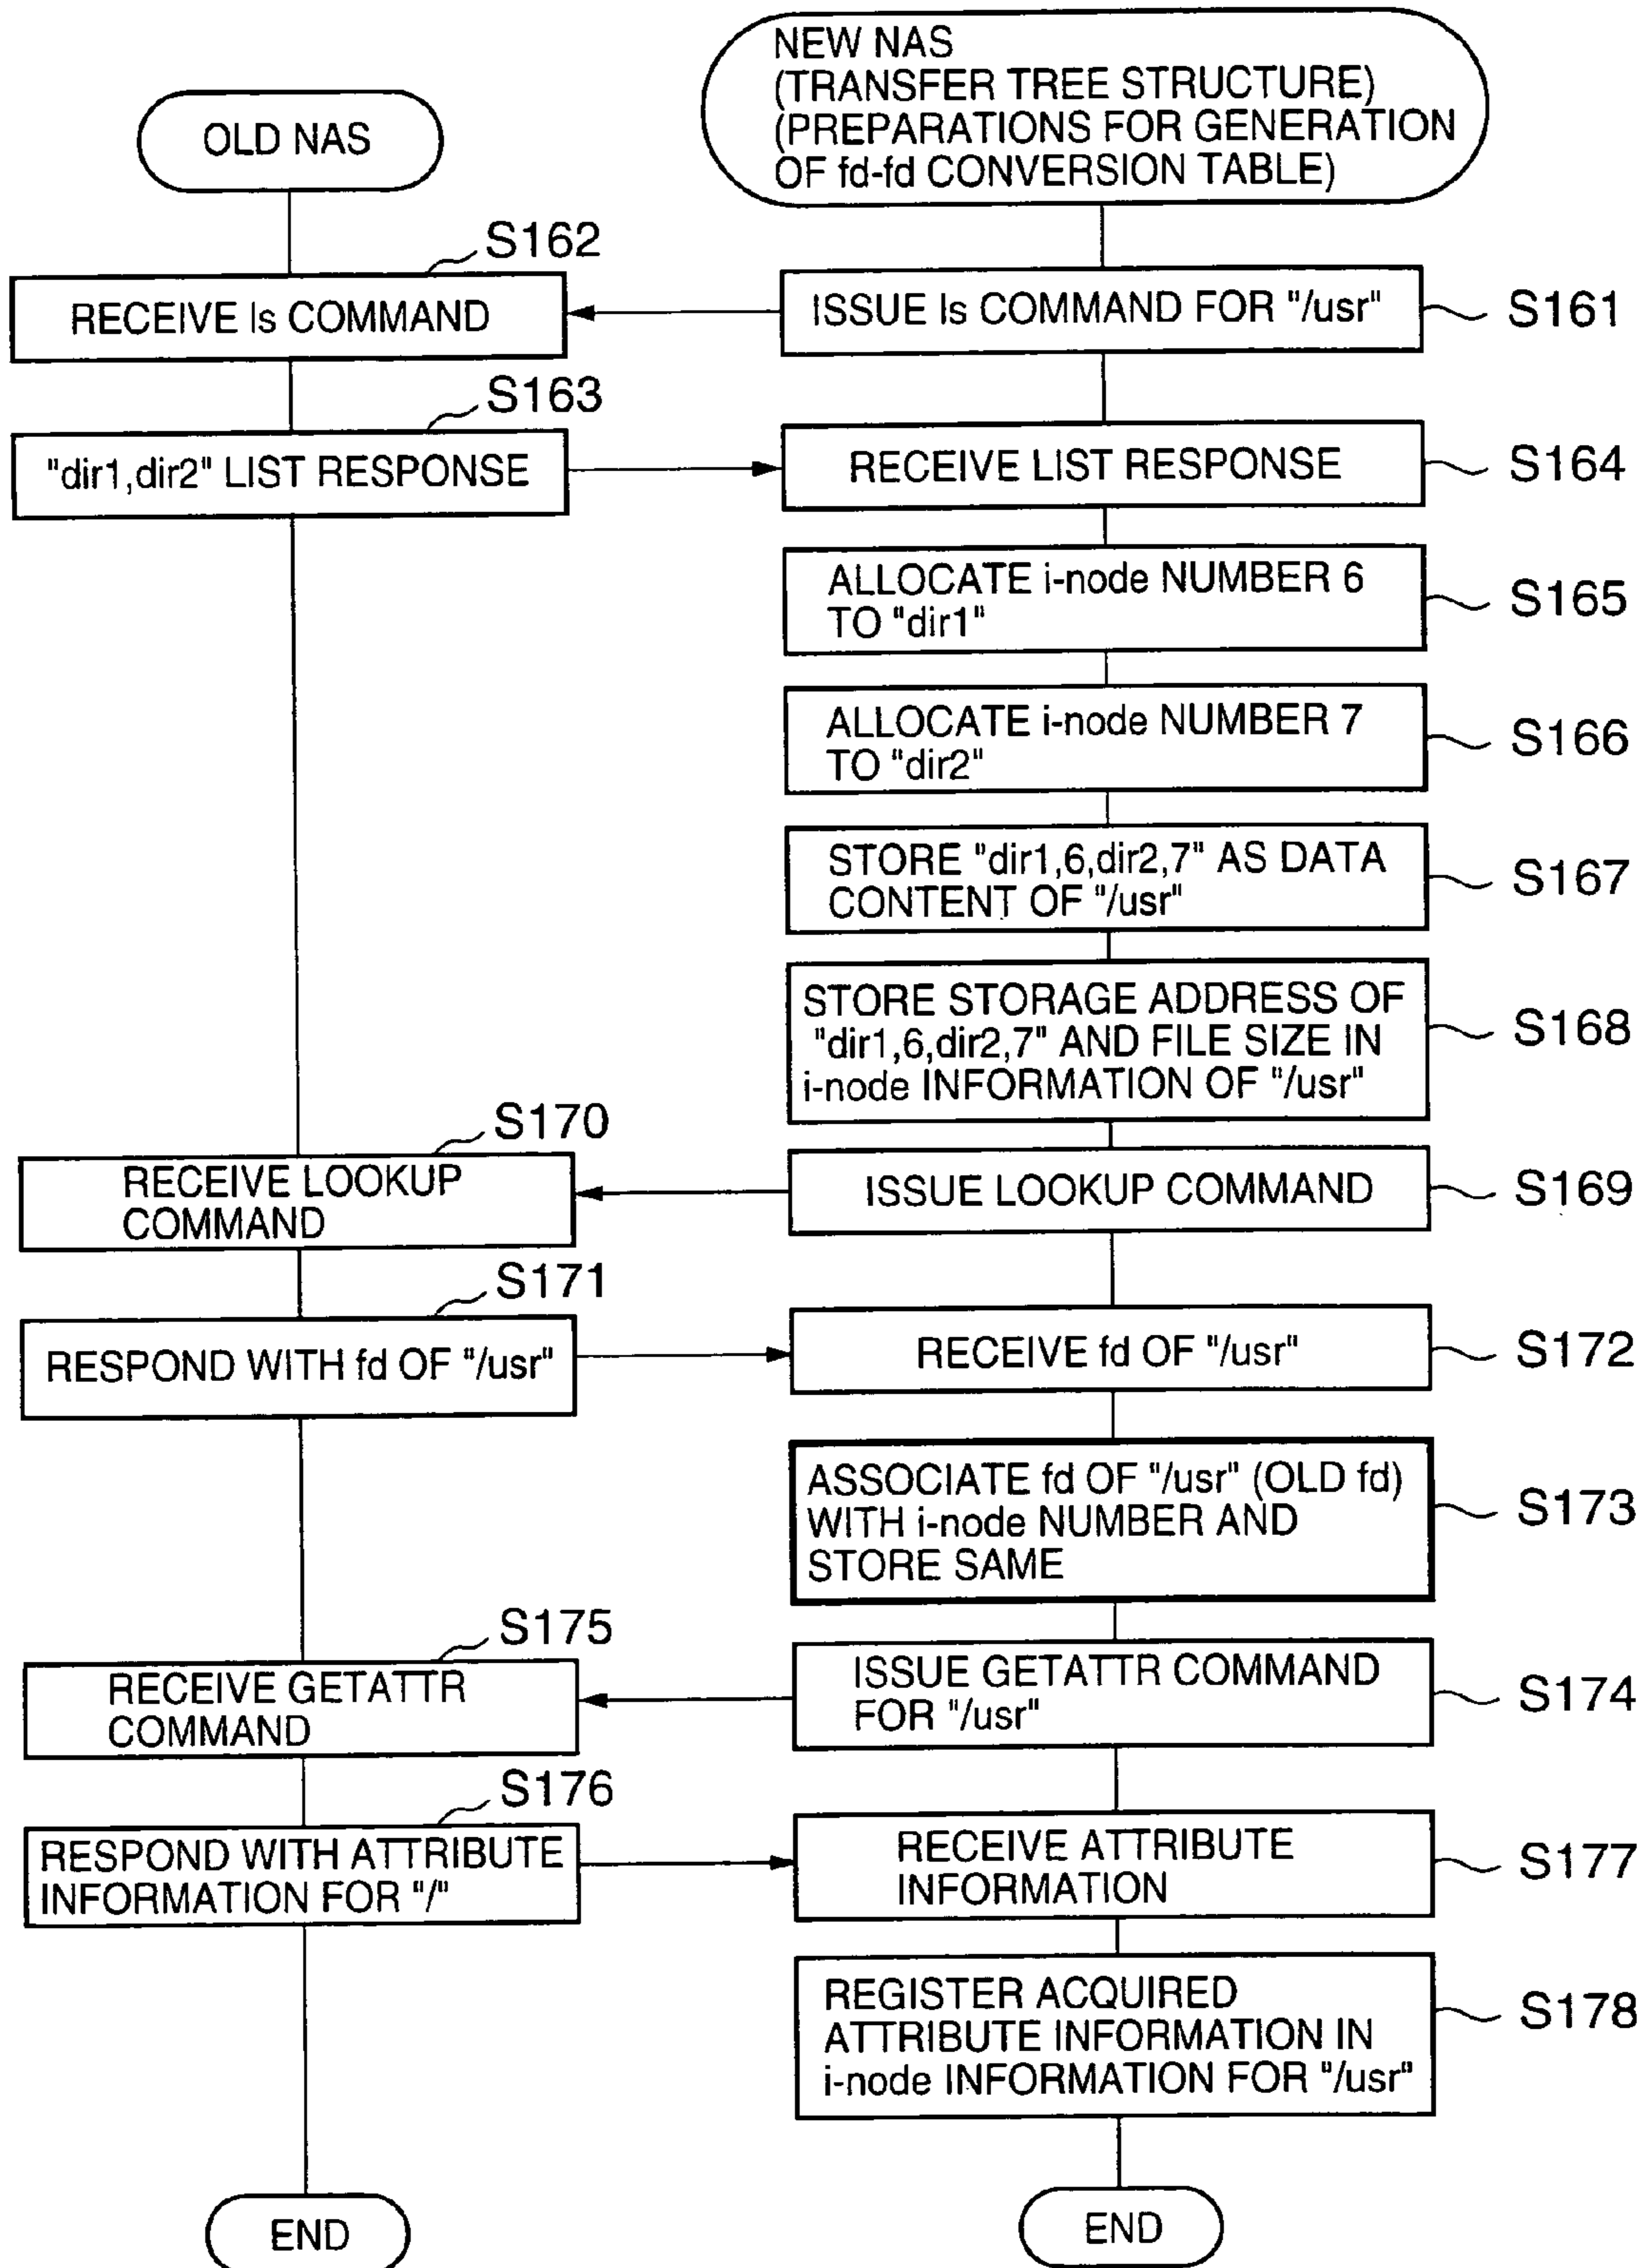 NEW NAS
(TRANSFER TREE STRUCTURE)
(PREPARATIONS FOR GENERATION
OF fd-fd CONVERSION TABLE)
OLD NAS
S162
RECEIVE ls COMMAND
ISSUE ls COMMAND FOR "/usr"
S161
S163
"dir1,dir2" LIST RESPONSE
RECEIVE LIST RESPONSE
S164
ALLOCATE i-node NUMBER 6
TO "dir1"
S165
ALLOCATE i-node NUMBER 7
TO "dir2"
S166
STORE "dir1,6,dir2,7" AS DATA
CONTENT OF "/usr"
S167
STORE STORAGE ADDRESS OF
"dir1,6,dir2,7" AND FILE SIZE IN
i-node INFORMATION OF "/usr"
S168
S170
RECEIVE LOOKUP
COMMAND
ISSUE LOOKUP COMMAND
S169
S171
RESPOND WITH fd OF "/usr"
RECEIVE fd OF "/usr"
S172
ASSOCIATE fd OF "/usr" (OLD fd)
WITH i-node NUMBER AND
STORE SAME
S173
S175
RECEIVE GETATTR
COMMAND
ISSUE GETATTR COMMAND
FOR "/usr"
S174
S176
RESPOND WITH ATTRIBUTE
INFORMATION FOR "/"
RECEIVE ATTRIBUTE
INFORMATION
S177
REGISTER ACQUIRED
ATTRIBUTE INFORMATION IN
i-node INFORMATION FOR "/usr"
S178
END
END